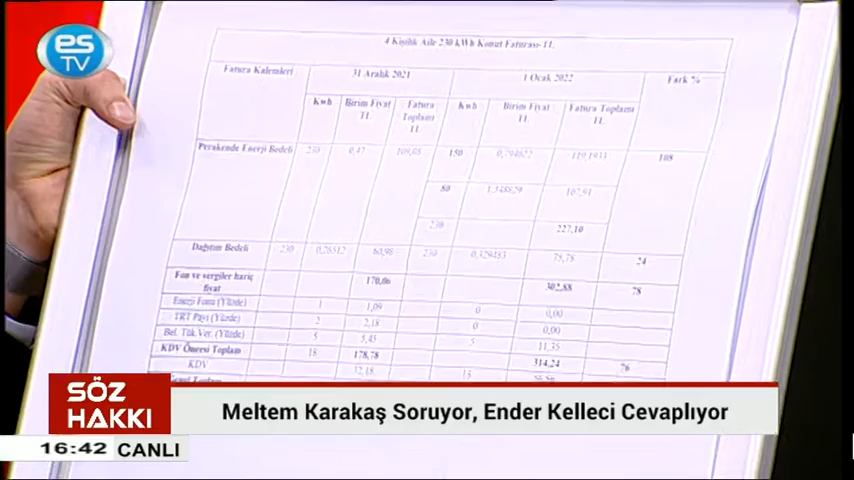 es
TV
4 Kişilik Aile 230 kWh Konut Faturası-TL
Fatura Kalemleri 31 Aralık 2021 1 Ocak 2022 Fark %
Kwh Birim Fiyat TL Fatura Toplamı TL Kwh Birim Fiyat TL Fatura Toplamı TL
Perakende Enerji Bedeli 230 0,47 109,08 150 0,794622 119,1933 108
80 1,348829 107,91
230 227,10
Dağıtım Bedeli 230 0,26512 60,98 230 0,329483 75,78 24
Fon ve vergiler hariç fiyat 170,06 302,88 78
Enerji Fonu (Yüzde) 1 1,09 0 0,00
TRT Payı (Yüzde) 2 2,18 0 0,00
Bel. Tük. Ver. (Yüzde) 5 5,45 5 11,35
KDV Öncesi Toplam 18 178,78 314,24 76
KDV 32,18
SÖZ
HAKKI
Meltem Karakaş Soruyor, Ender Kelleci Cevaplıyor
16:42 CANLI